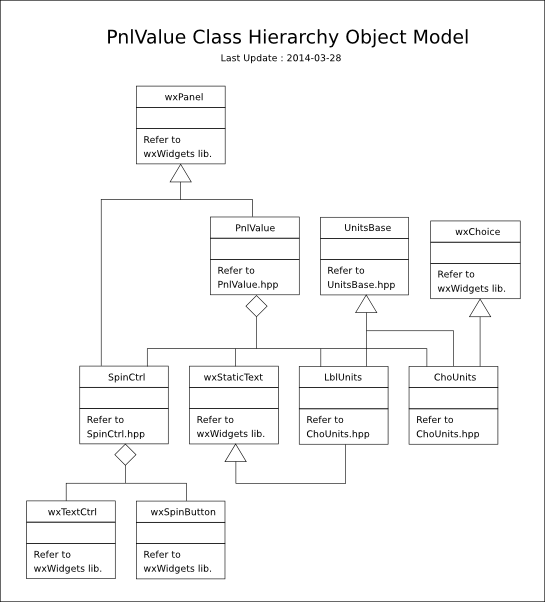 PnlValue Class Hierarchy Object Model
Last Update : 2014-03-28
wxPanel
Refer to
wxWidgets lib.
PnlValue
Refer to
PnlValue.hpp
UnitsBase
Refer to
UnitsBase.hpp
wxChoice
Refer to
wxWidgets lib.
SpinCtrl
Refer to
SpinCtrl.hpp
wxStaticText
Refer to
wxWidgets lib.
LblUnits
Refer to
ChoUnits.hpp
ChoUnits
Refer to
ChoUnits.hpp
wxTextCtrl
Refer to
wxWidgets lib.
wxSpinButton
Refer to
wxWidgets lib.